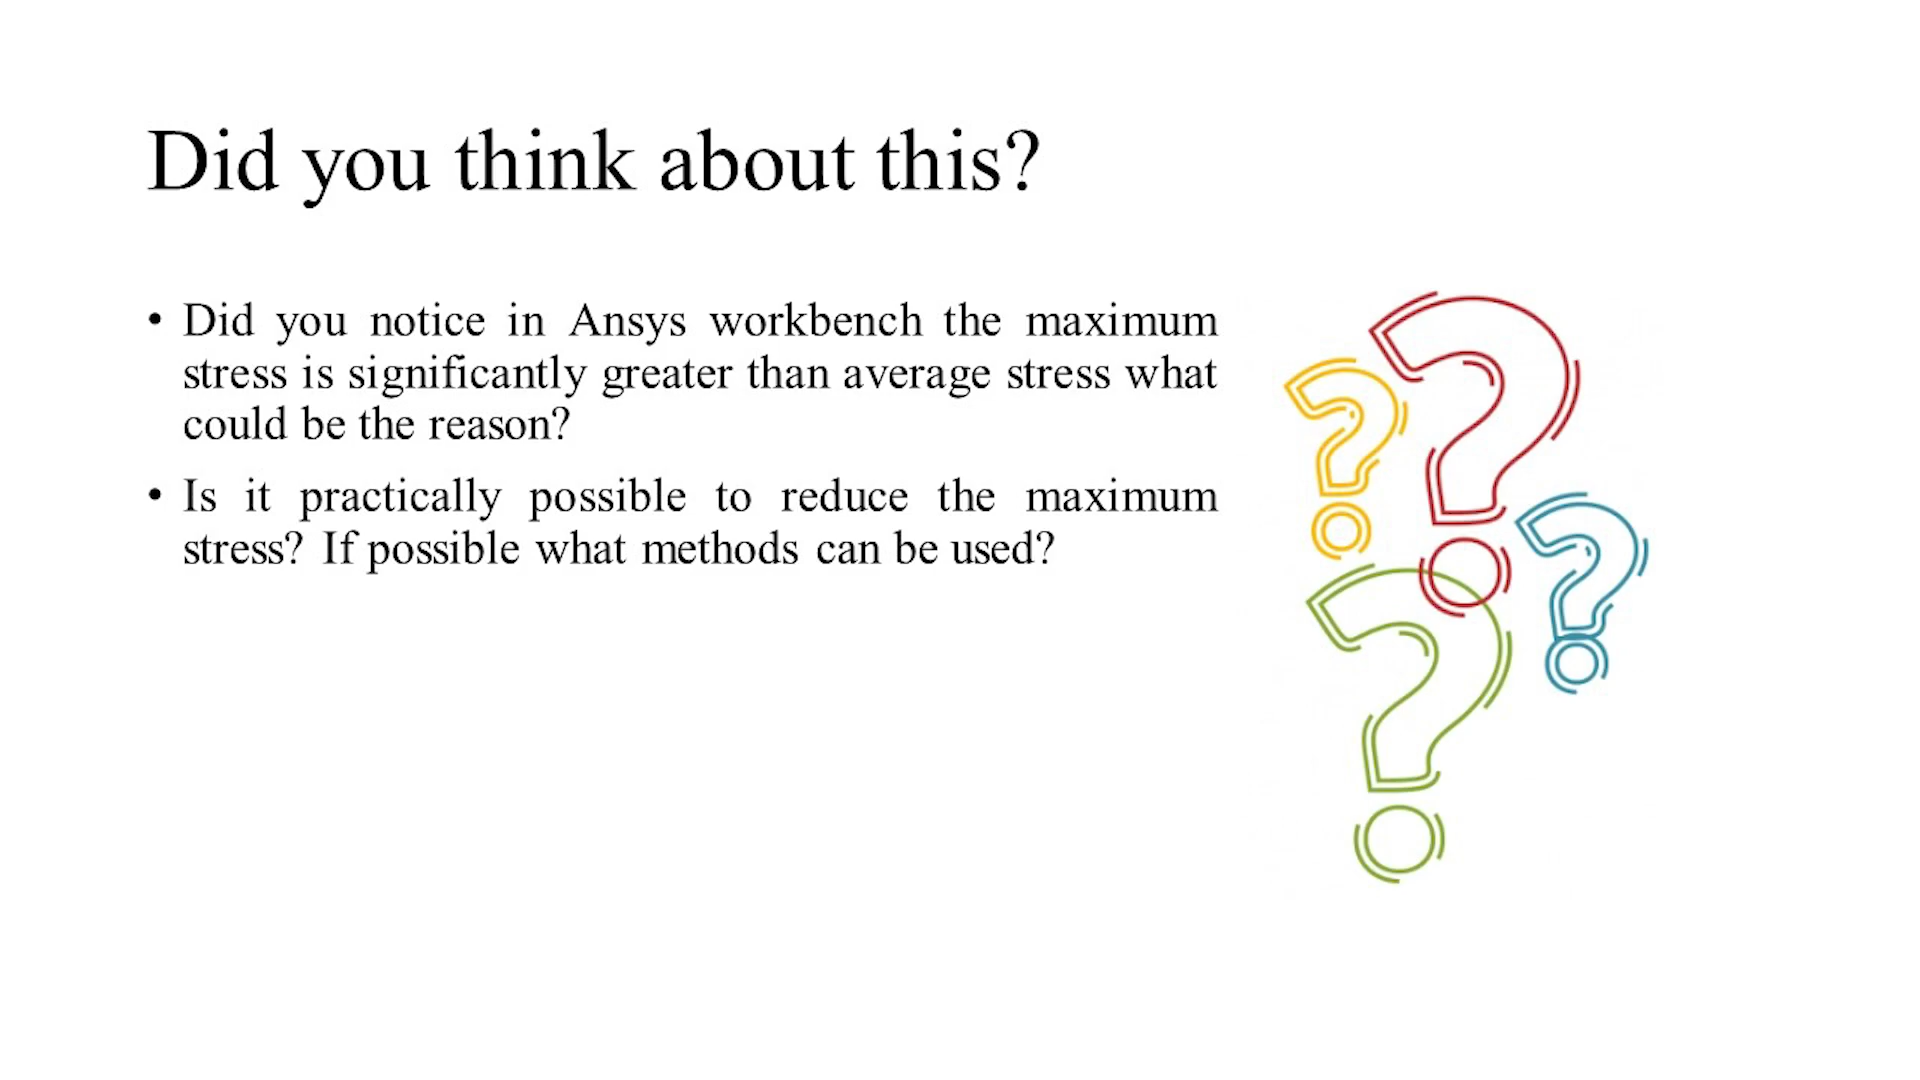 Did you think about this?
• Did you notice in Ansys workbench the maximum
stress is significantly greater than average stress what
could be the reason?
• Is it practically possible to reduce the maximum
stress? If possible what methods can be used?